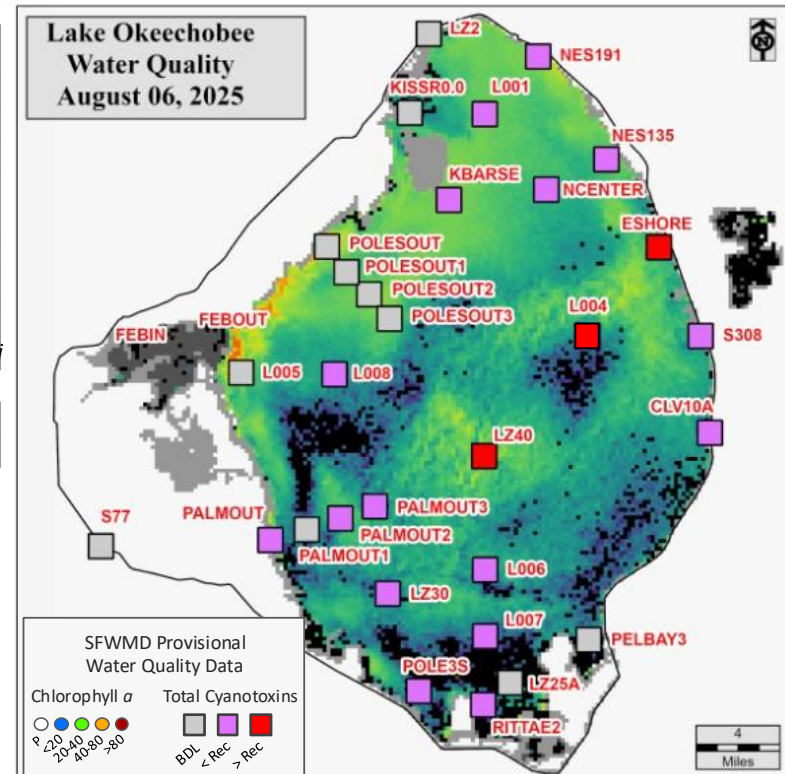 Lake Okeechobee
Water Quality
August 06, 2025
N
LZ2
NES191
KISSR0.0
L001
NES135
KBARSE
NCENTER
ESHORE
POLESOUT
POLESOUT1
POLESOUT2
L004
POLESOUT3
FEBIN
FEBOUT
S308
L005
L008
CLV10A
LZ40
S77
PALMOUT
PALMOUT3
PALMOUT2
PALMOUT1
L006
LZ30
L007
PELBAY3
POLE3S
LZ25A
RITTAE2
SFWMD Provisional
Water Quality Data
Chlorophyll a
Total Cyanotoxins
P <20 20-40 40-80 >80
BDL < Rec > Rec
4
Miles